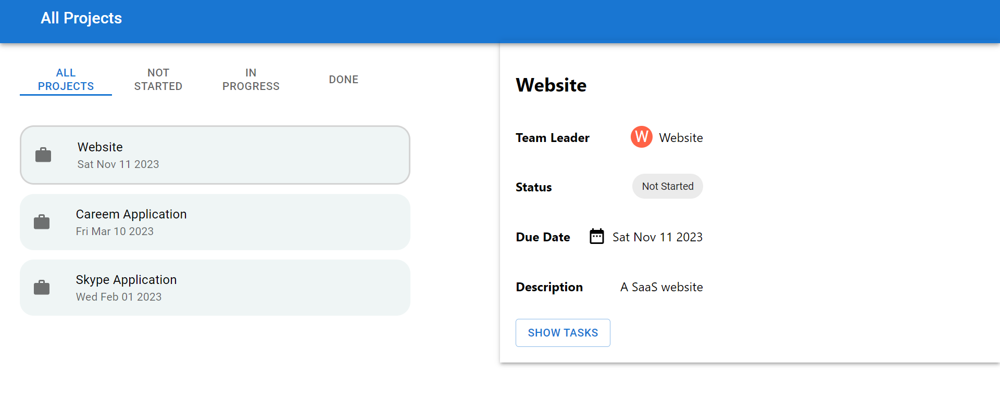 All Projects
ALL
PROJECTS
NOT
STARTED
IN
PROGRESS
DONE
Website
Sat Nov 11 2023
Careem Application
Fri Mar 10 2023
Skype Application
Wed Feb 01 2023
Website
Team Leader W Website
Status Not Started
Due Date Sat Nov 11 2023
Description A SaaS website
SHOW TASKS